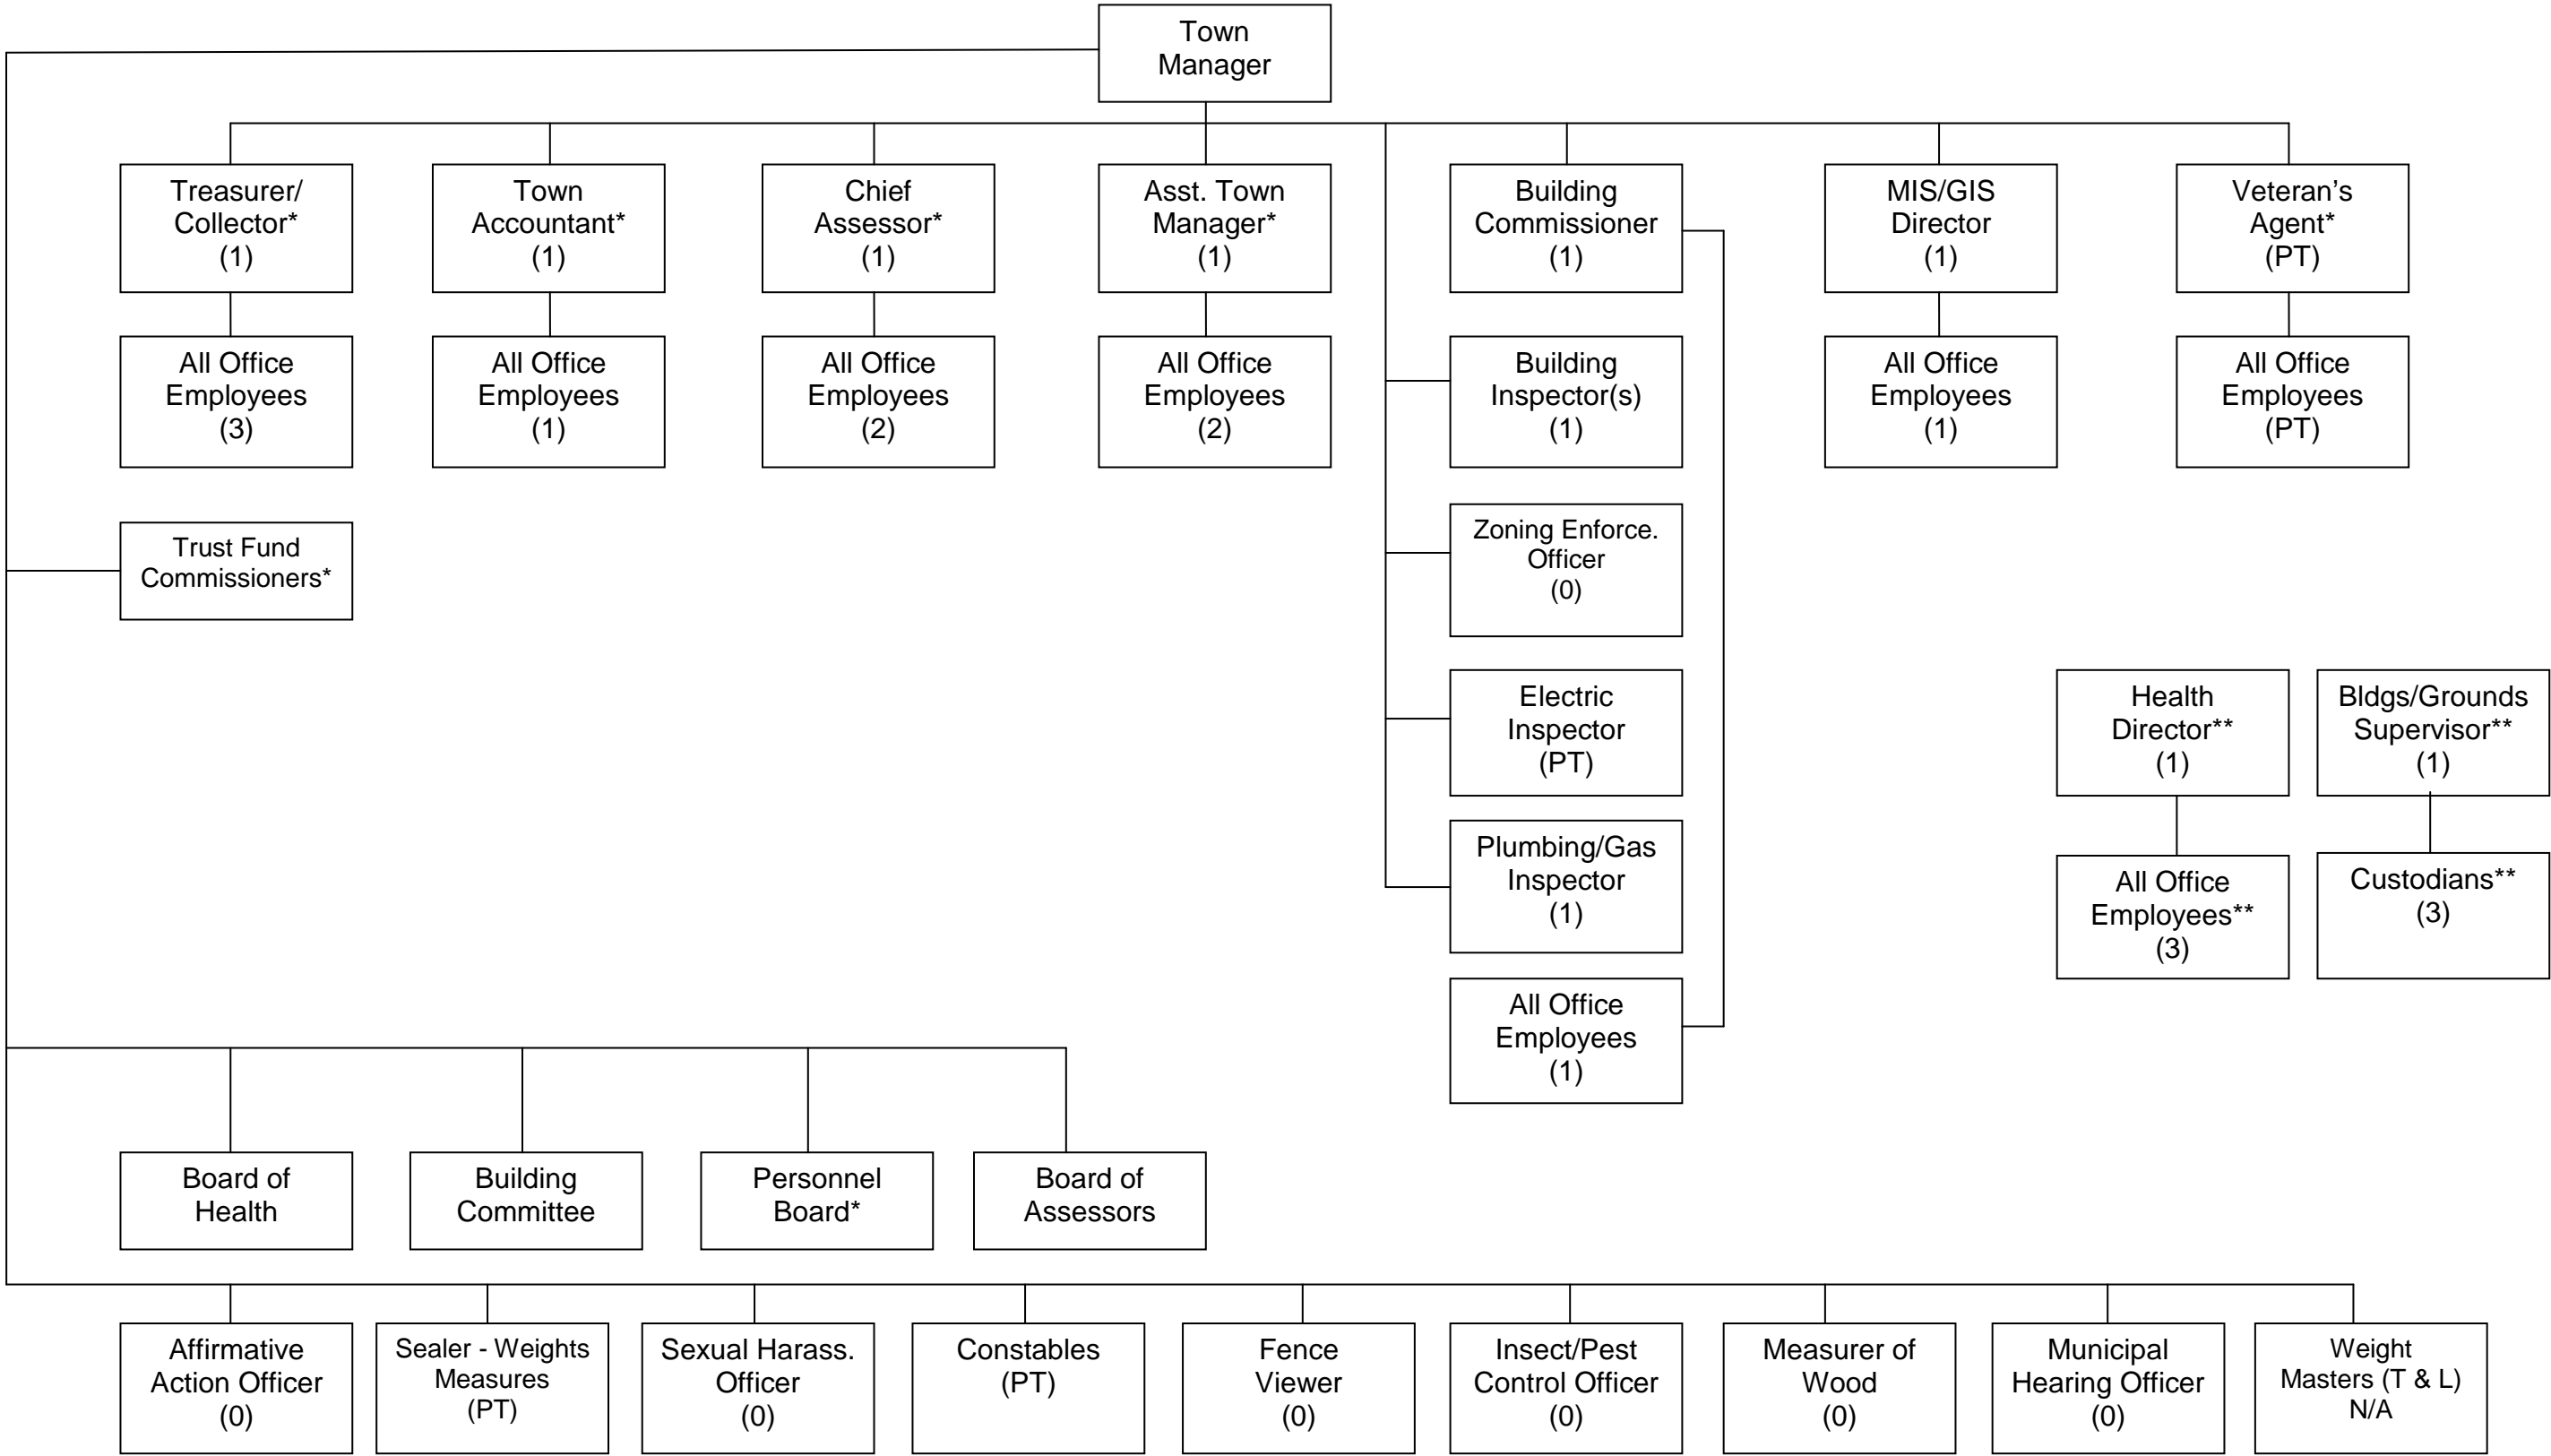 Town
Manager
Treasurer/
Collector*
(1)
Town
Accountant*
(1)
Chief
Assessor*
(1)
Asst. Town
Manager*
(1)
Building
Commissioner
(1)
MIS/GIS
Director
(1)
Veteran’s
Agent*
(PT)
All Office
Employees
(3)
All Office
Employees
(1)
All Office
Employees
(2)
All Office
Employees
(2)
Building
Inspector(s)
(1)
All Office
Employees
(1)
All Office
Employees
(PT)
Trust Fund
Commissioners*
Zoning Enforce.
Officer
(0)
Electric
Inspector
(PT)
Health
Director**
(1)
Bldgs/Grounds
Supervisor**
(1)
Plumbing/Gas
Inspector
(1)
All Office
Employees**
(3)
Custodians**
(3)
All Office
Employees
(1)
Board of
Health
Building
Committee
Personnel
Board*
Board of
Assessors
Affirmative
Action Officer
(0)
Sealer - Weights
Measures
(PT)
Sexual Harass.
Officer
(0)
Constables
(PT)
Fence
Viewer
(0)
Insect/Pest
Control Officer
(0)
Measurer of
Wood
(0)
Municipal
Hearing Officer
(0)
Weight
Masters (T & L)
N/A